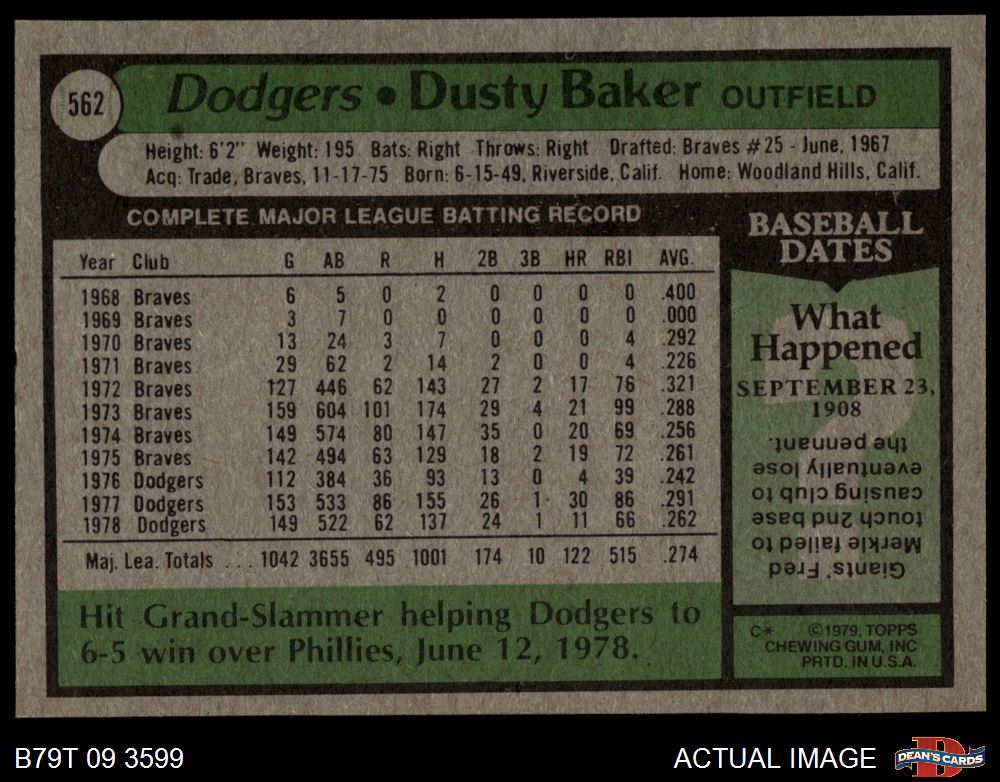 562
Dodgers • Dusty Baker OUTFIELD
Height: 6'2" Weight: 195 Bats: Right Throws: Right Drafted: Braves #25 - June, 1967
Acq: Trade, Braves, 11-17-75 Born: 6-15-49, Riverside, Calif. Home: Woodland Hills, Calif.
COMPLETE MAJOR LEAGUE BATTING RECORD
Year Club G AB R H 2B 3B HR RBI AVG.
1968 Braves 6 5 0 2 0 0 0 0 .400
1969 Braves 3 7 0 0 0 0 0 0 .000
1970 Braves 13 24 3 7 0 0 0 4 .292
1971 Braves 29 62 2 14 2 0 0 4 .226
1972 Braves 127 446 62 143 27 2 17 76 .321
1973 Braves 159 604 101 174 29 4 21 99 .288
1974 Braves 149 574 80 147 35 0 20 69 .256
1975 Braves 142 494 63 129 18 2 19 72 .261
1976 Dodgers 112 384 36 93 13 0 4 39 .242
1977 Dodgers 153 533 86 155 26 1 30 86 .291
1978 Dodgers 149 522 62 137 24 1 11 66 .262
Maj. Lea. Totals ... 1042 3655 495 1001 174 10 122 515 .274
Hit Grand-Slammer helping Dodgers to
6-5 win over Phillies, June 12, 1978.
BASEBALL
DATES
What
Happened
SEPTEMBER 23,
1908
Giants' Fred
Merkle failed to
touch 2nd base
causing club to
eventually lose
the pennant.
C* ©1979, TOPPS
CHEWING GUM, INC
PRTD. IN U.S.A.
B79T 09 3599
ACTUAL IMAGE
D
DEAN'S CARDS